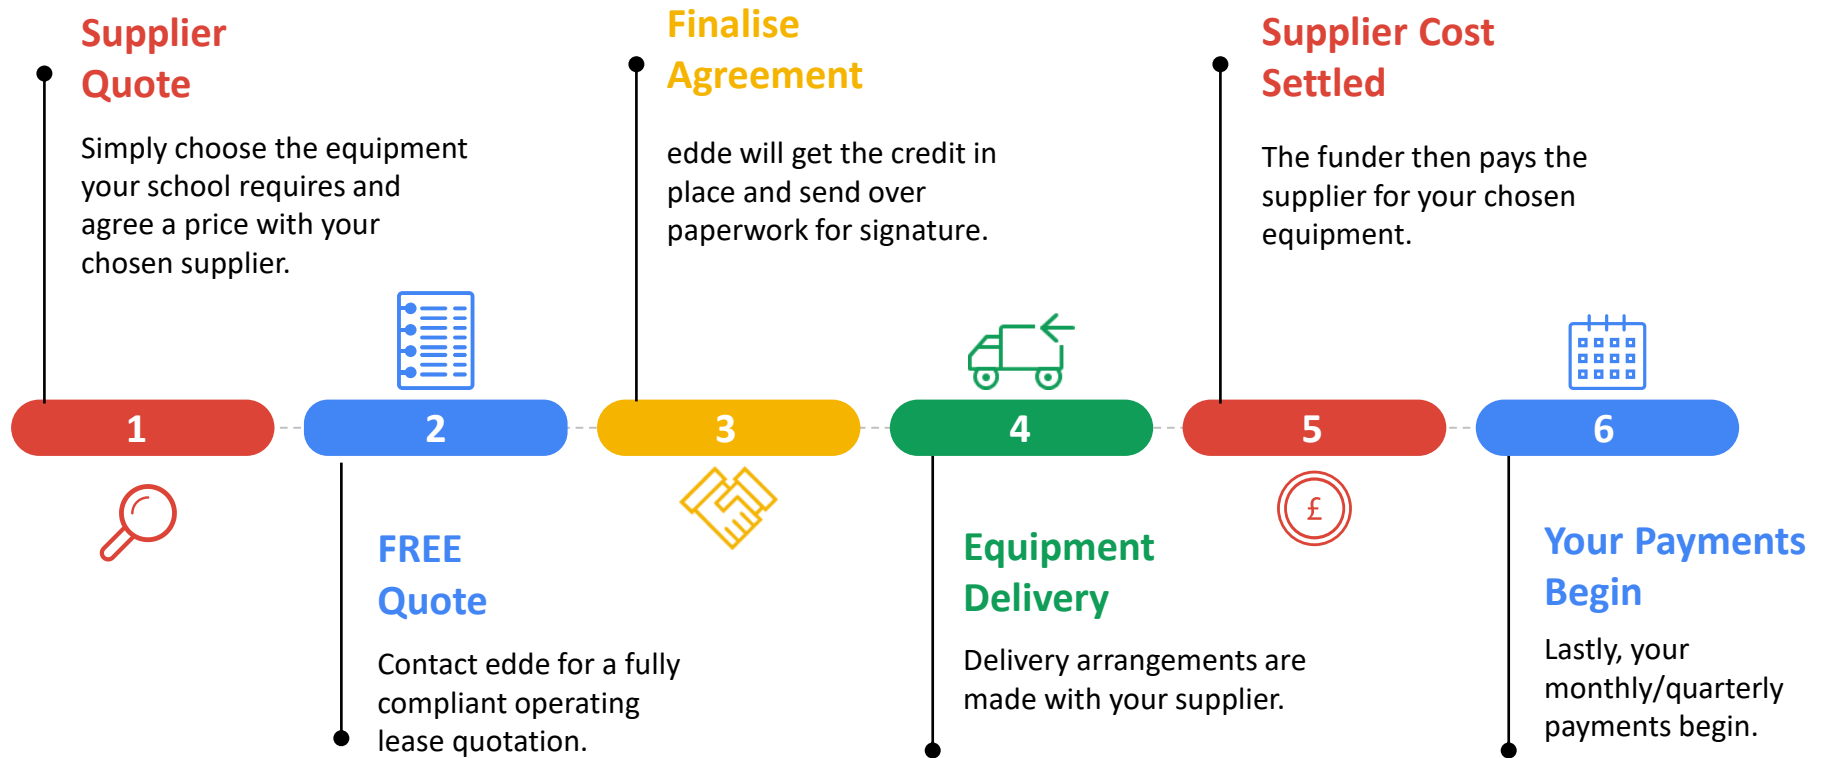 Supplier
Quote
Simply choose the equipment
your school requires and
agree a price with your
chosen supplier.
1
2
FREE
Quote
Contact edde for a fully
compliant operating
lease quotation.
Finalise
Agreement
edde will get the credit in
place and send over
paperwork for signature.
3
4
Equipment
Delivery
Delivery arrangements are
made with your supplier.
Supplier Cost
Settled
The funder then pays the
supplier for your chosen
equipment.
5
£
6
Your Payments
Begin
Lastly, your
monthly/quarterly
payments begin.